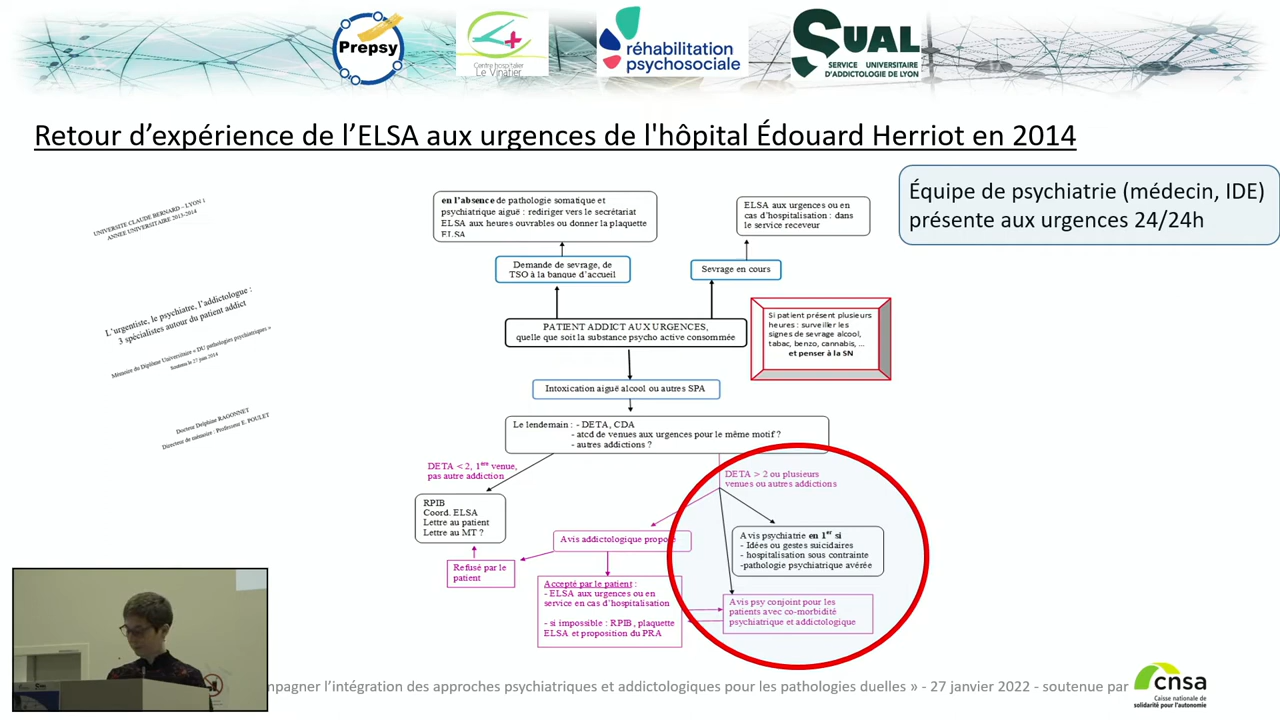 Prepsy
Centre hospitalier
Le Vinatier
réhabilitation
psychosociale
SUAL
SERVICE UNIVERSITAIRE
D'ADDICTOLOGIE DE LYON
Retour d'expérience de l'ELSA aux urgences de l'hôpital Édouard Herriot en 2014
Équipe de psychiatrie (médecin, IDE)
présente aux urgences 24/24h
UNIVERSITE CLAUDE BERNARD – LYON 1
ANNEE UNIVERSITAIRE 2013-2014
L'urgentiste, le psychiatre, l'addictologue :
3 spécialistes autour du patient addict
Mémoire du Diplôme Universitaire « DU pathologies psychiatriques »
Soutenu le 27 juin 2014
Docteur Delphine RAGONNET
Directeur de mémoire : Professeur E. POULET
en l'absence de pathologie somatique et
psychiatrique aiguë : rediriger vers le secrétariat
ELSA aux heures ouvrables ou donner la plaquette
ELSA
ELSA aux urgences ou en
cas d'hospitalisation : dans
le service receveur
Demande de sevrage, de
TSO à la banque d'accueil
Sevrage en cours
PATIENT ADDICT AUX URGENCES,
quelle que soit la substance psycho active consommée
Si patient présent plusieurs
heures : surveiller les
signes de sevrage alcool,
tabac, benzo, cannabis, ...
et penser à la SN
Intoxication aiguë alcool ou autres SPA
Le lendemain : - DETA, CDA
- atcd de venues aux urgences pour le même motif ?
- autres addictions ?
DETA < 2, 1ère venue,
pas autre addiction
DETA > 2 ou plusieurs
venues ou autres addictions
RPIB
Coord. ELSA
Lettre au patient
Lettre au MT ?
Avis addictologique proposé
Avis psychiatrie en 1er si
- Idées ou gestes suicidaires
- hospitalisation sous contrainte
-pathologie psychiatrique avérée
Refusé par le
patient
Accepté par le patient :
- ELSA aux urgences ou en
service en cas d'hospitalisation
- si impossible : RPIB, plaquette
ELSA et proposition du PRA
Avis psy conjoint pour les
patients avec co-morbidité
psychiatrique et addictologique
mpagner l'intégration des approches psychiatriques et addictologiques pour les pathologies duelles » - 27 janvier 2022 - soutenue par
cnsa
Caisse nationale de
solidarité pour l'autonomie